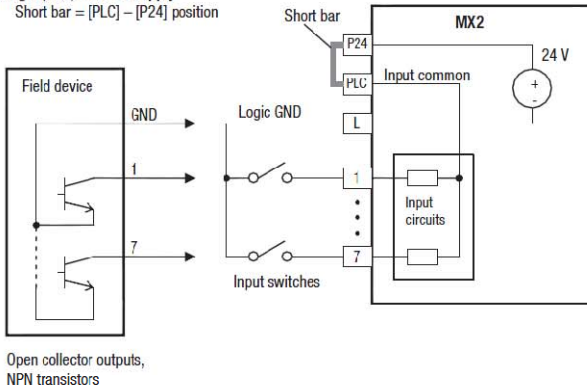 Short bar = [PLC] – [P24] position
Short bar
MX2
P24
24 V
+
-
PLC
Input common
Field device
GND
Logic GND
L
1
1
Input
circuits
7
7
Input switches
Open collector outputs,
NPN transistors